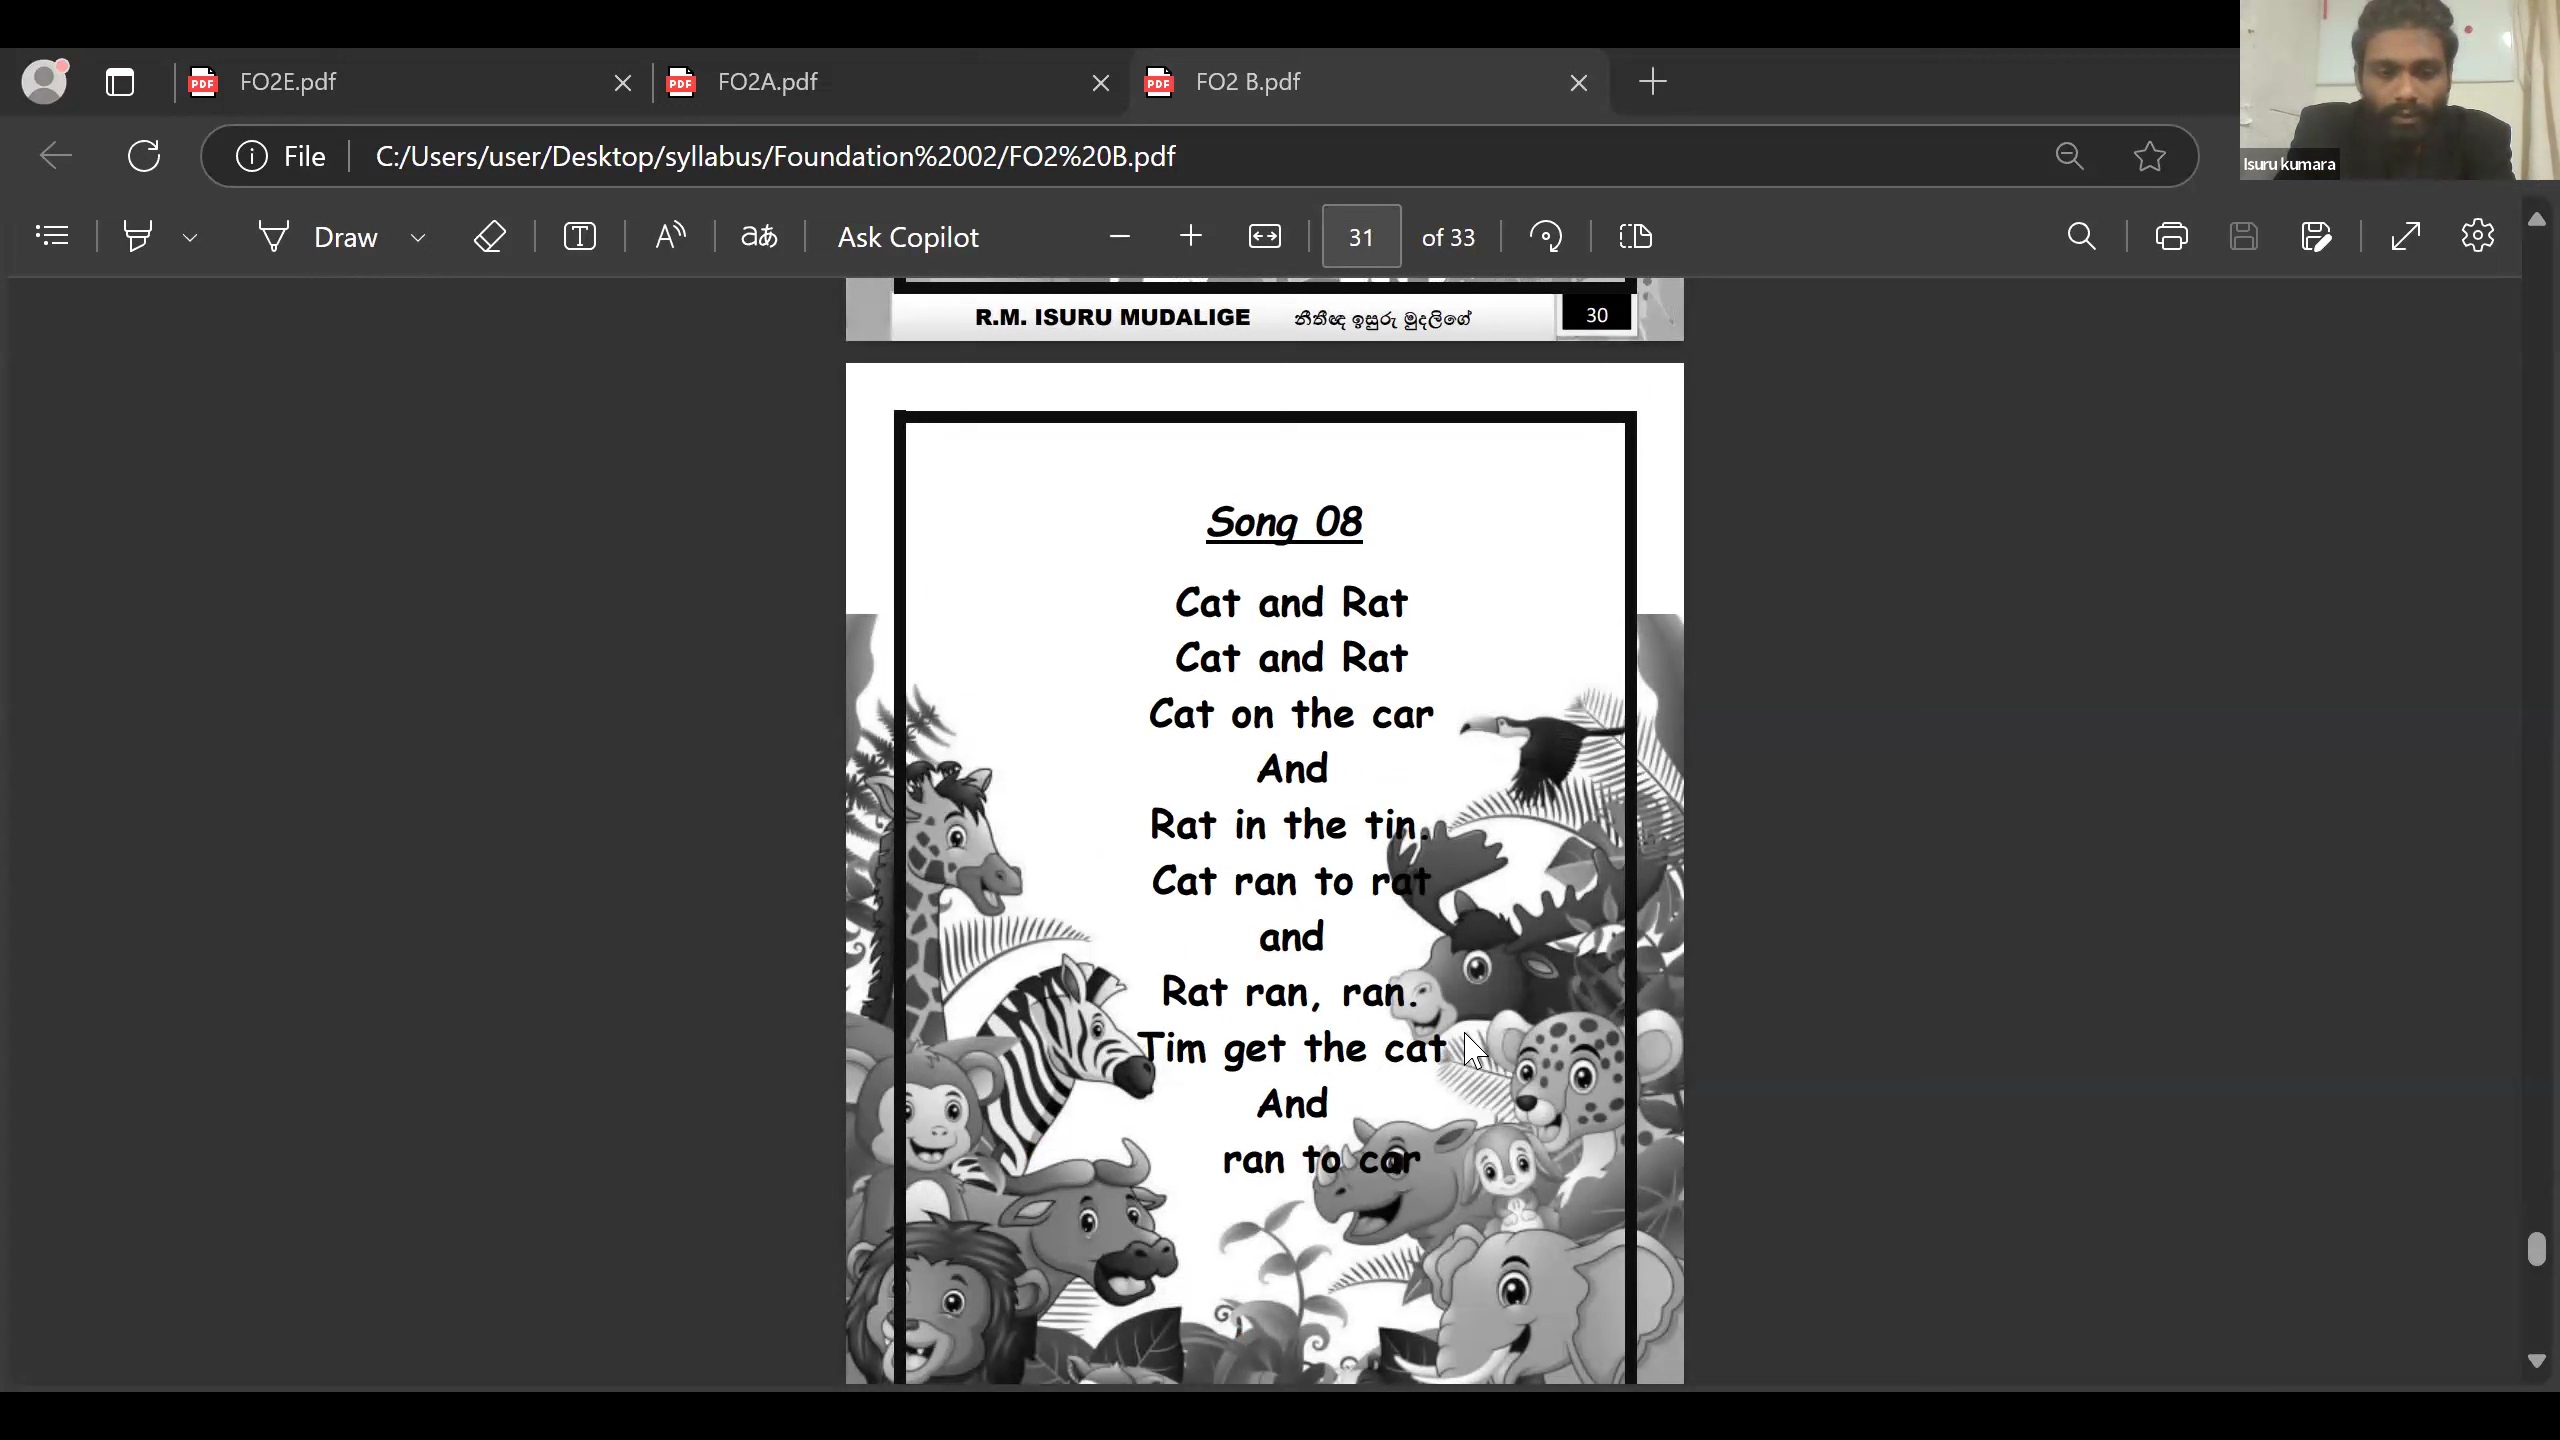 FO2E.pdf
FO2A.pdf
FO2 B.pdf
File
C:/Users/user/Desktop/syllabus/Foundation%2002/FO2%20B.pdf
Isuru kumara
Draw
aあ
Ask Copilot
31 of 33
R.M. ISURU MUDALIGE නීතීඥ ඉසුරු මුදලිගේ 30
Song 08
Cat and Rat
Cat and Rat
Cat on the car
And
Rat in the tin.
Cat ran to rat
and
Rat ran, ran.
Tim get the cat
And
ran to car